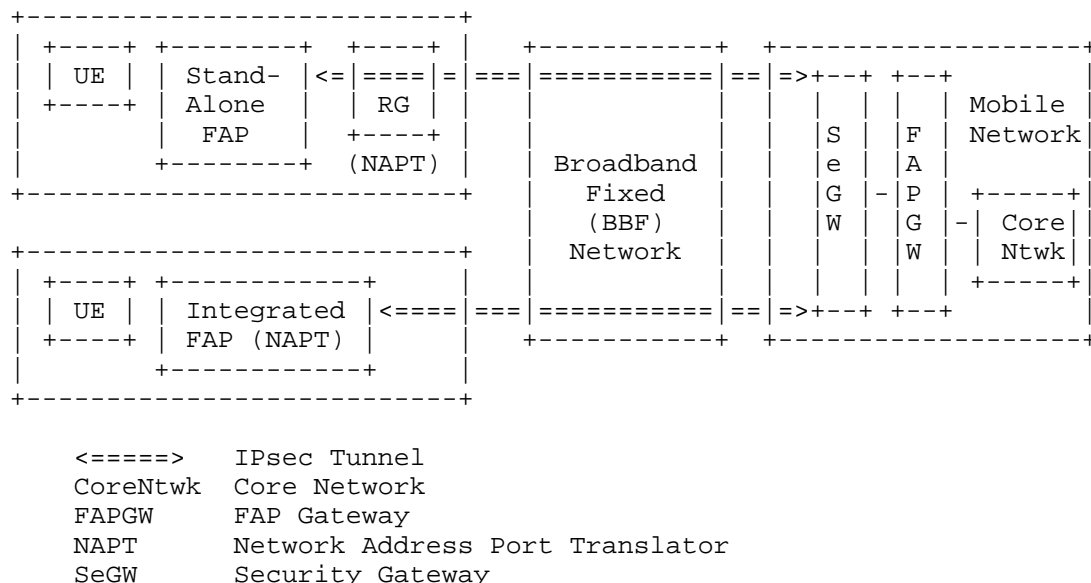 UE Stand- <=====> 
Alone RG Mobile
FAP S F Network
(NAPT) Broadband e A
Fixed G - P
(BBF) W G - Core
Network W Ntwk
UE Integrated <=====>
FAP (NAPT)
<=====> IPsec Tunnel
CoreNtwk Core Network
FAPGW FAP Gateway
NAPT Network Address Port Translator
SeGW Security Gateway